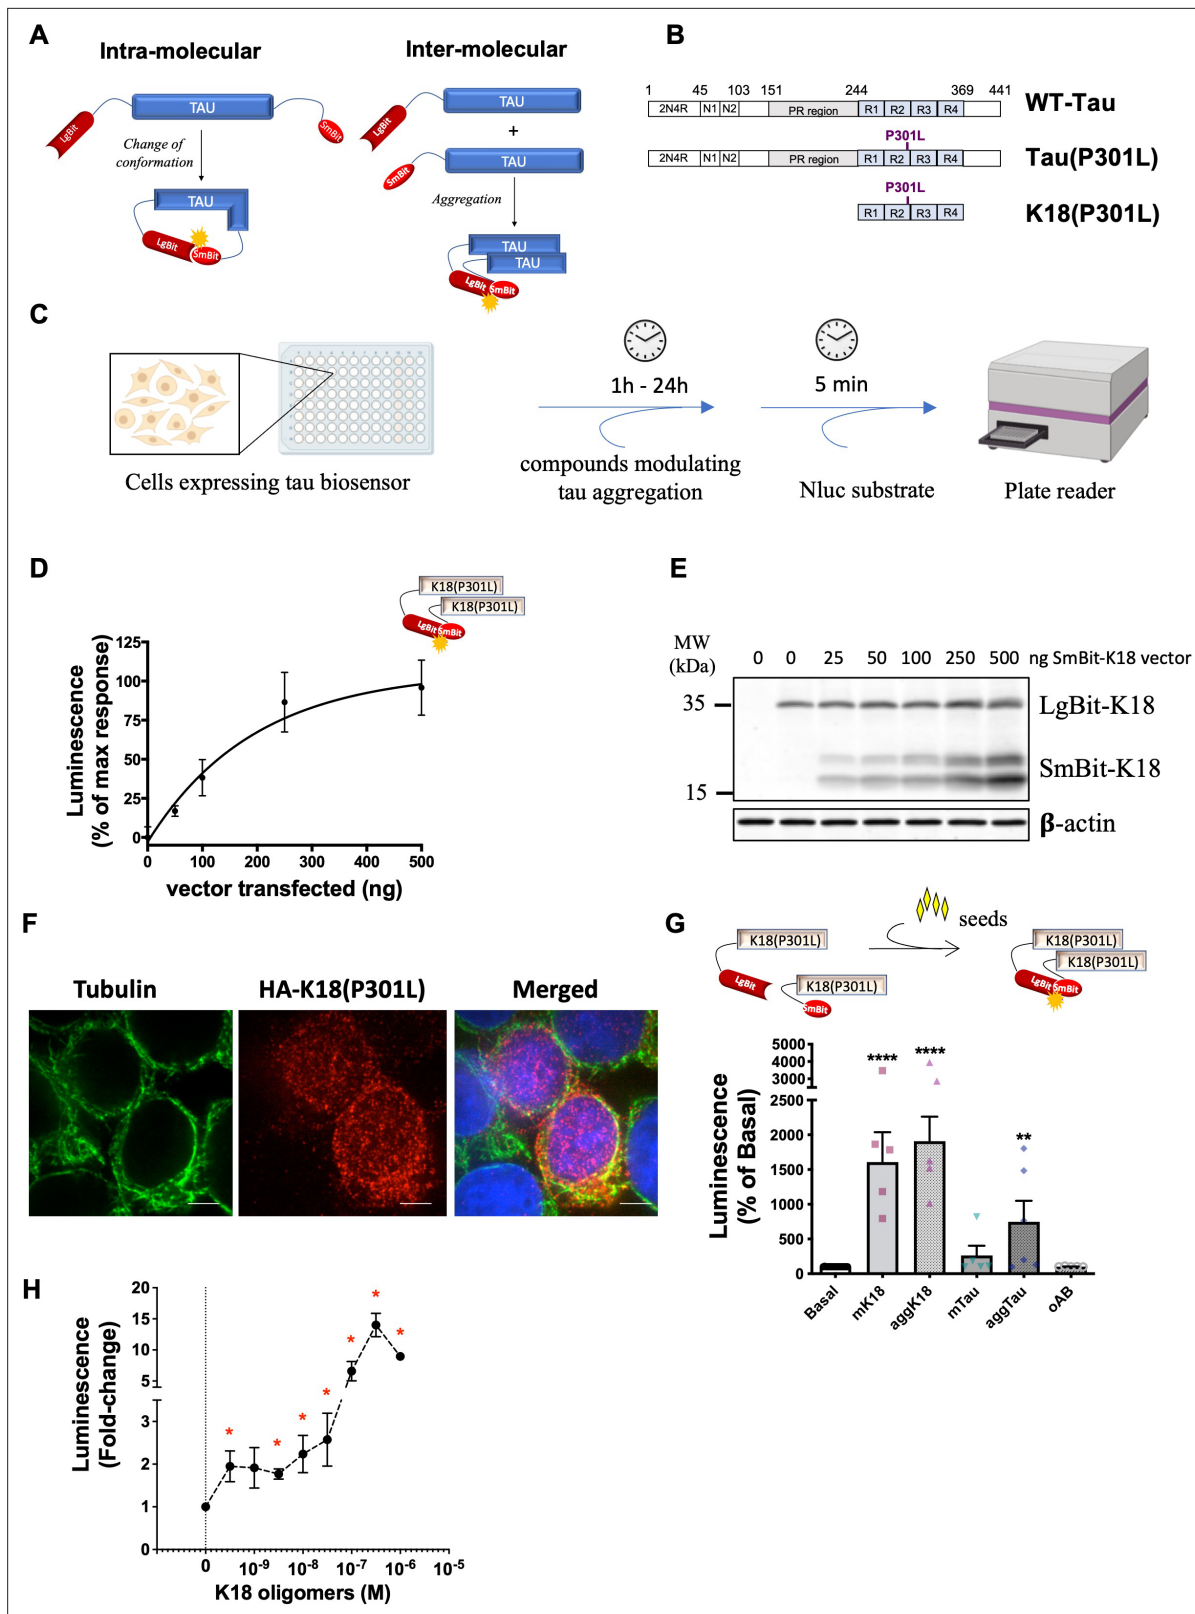 A
Intra-molecular
Inter-molecular
TAU
LgBit
SmBit
Change of
conformation
TAU
LgBit
SmBit
TAU
LgBit
+
TAU
SmBit
Aggregation
TAU
TAU
LgBit
SmBit
B
1 45 103 151 244 369 441
2N4R N1 N2 PR region R1 R2 R3 R4
WT-Tau
P301L
2N4R N1 N2 PR region R1 R2 R3 R4
Tau(P301L)
P301L
R1 R2 R3 R4
K18(P301L)
C
1h - 24h
5 min
compounds modulating
tau aggregation
Cells expressing tau biosensor
Nluc substrate
Plate reader
D
K18(P301L)
K18(P301L)
LgBit
SmBit
Luminescence
(% of max response)
125
100
75
50
25
0
0 100 200 300 400 500
vector transfected (ng)
E
MW
(kDa)
0 0 25 50 100 250 500 ng SmBit-K18 vector
35
LgBit-K18
SmBit-K18
15
β-actin
F
Tubulin
HA-K18(P301L)
Merged
G
seeds
K18(P301L)
LgBit
K18(P301L)
SmBit
K18(P301L)
K18(P301L)
LgBit
SmBit
Luminescence
(% of Basal)
5000
4000
3000
2500
2000
1500
1000
500
0
****
****
**
Basal
mK18
aggK18
mTau
aggTau
oAB
H
Luminescence
(Fold-change)
20
15
10
5
3
2
1
0
* * * * * * *
0 10-9 10-8 10-7 10-6 10-5
K18 oligomers (M)